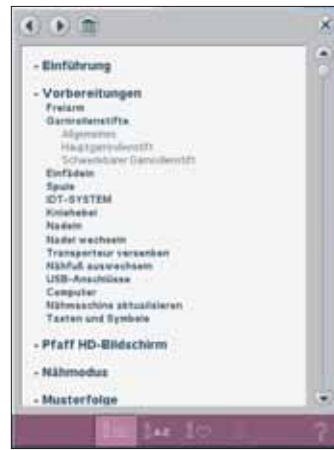 - Einführung
- Vorbereitungen
Freiarm
Garnrollenstifte
Allgemeines
Hauptgarnrollenstift
Schwenkbarer Garnrollenstift
Einfädeln
Spule
IDT-SYSTEM
Kniehebel
Nadeln
Nadel wechseln
Transporteur versenken
Nähfuß auswechseln
USB-Anschlüsse
Computer
Nähmaschine aktualisieren
Tasten und Symbole
- Pfaff HD-Bildschirm
- Nähmodus
- Musterfolge